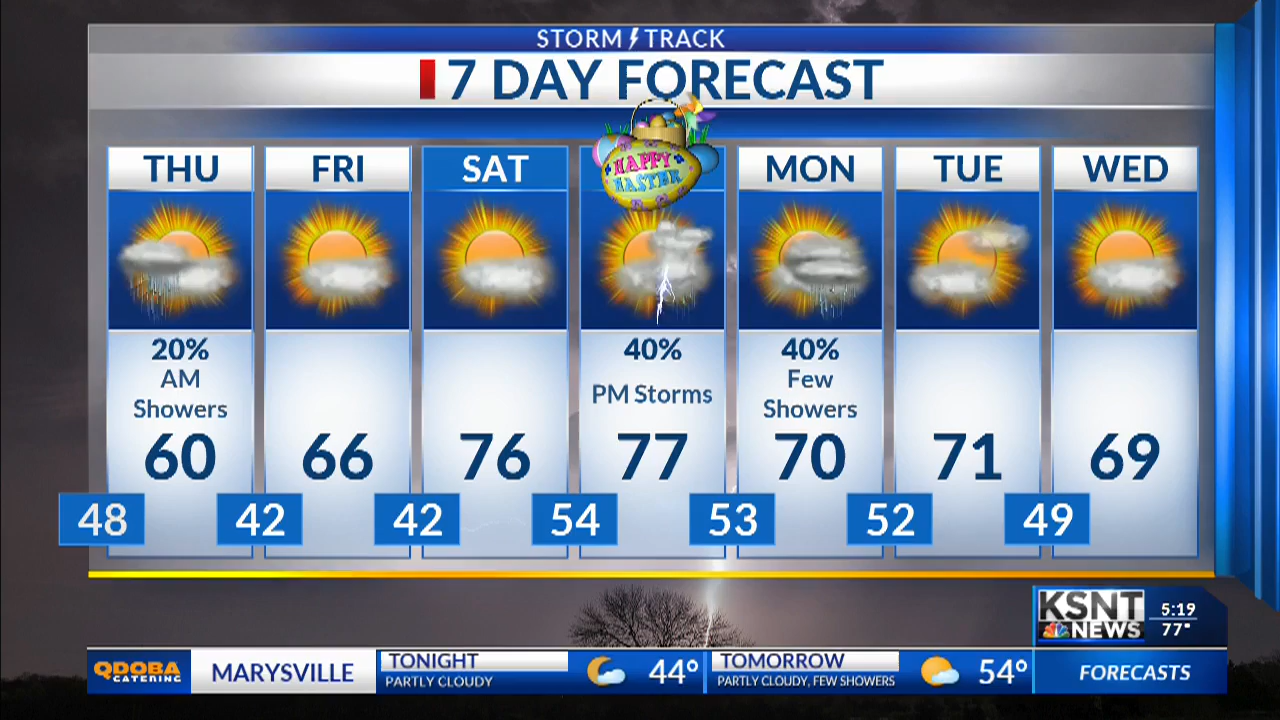 STORM TRACK
7 DAY FORECAST
THU
FRI
SAT
HAPPY
EASTER
MON
TUE
WED
20%
AM
Showers
40%
PM Storms
40%
Few
Showers
60
66
76
77
70
71
69
48
42
42
54
53
52
49
KSNT
NEWS
5:19
77°
QDOBA
CATERING
MARYSVILLE
TONIGHT
PARTLY CLOUDY
44°
TOMORROW
PARTLY CLOUDY, FEW SHOWERS
54°
FORECASTS